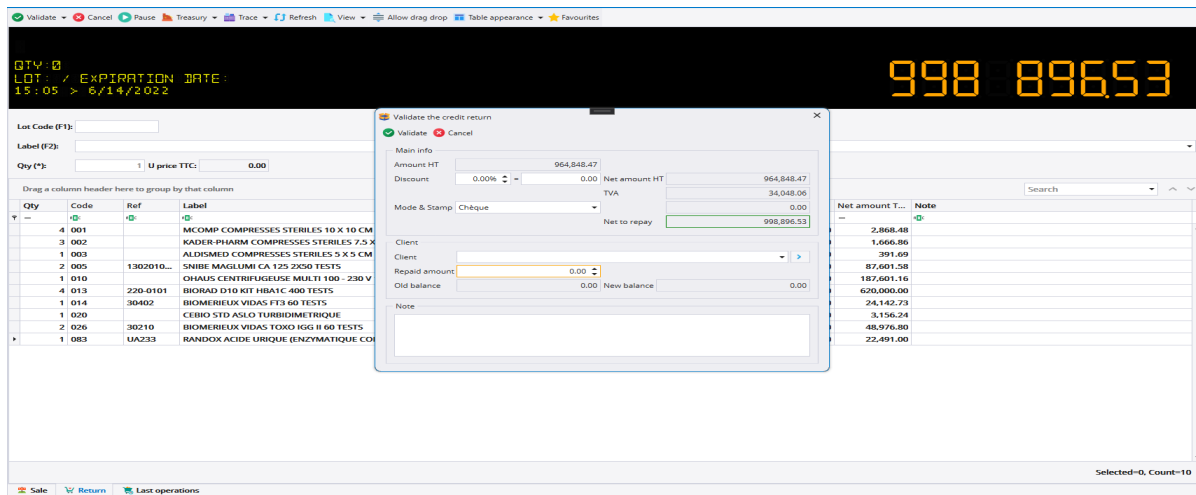 Validate Cancel Pause Treasury Trace Refresh View Allow drag drop Table appearance Favourites
QTY:0
LOT: / EXPIRATION DATE:
15:05 > 6/14/2022
998 896.53
Lot Code (F1):
Label (F2):
Qty (*): 1 U price TTC: 0.00
Drag a column header here to group by that column
Search
Qty Code Ref Label Net amount T... Note
4 001 MCOMP COMPRESSES STERILES 10 X 10 CM 2,868.48
3 002 KADER-PHARM COMPRESSES STERILES 7.5 X 1,666.86
1 003 ALDISMED COMPRESSES STERILES 5 X 5 CM 391.69
2 005 1302010... SNIBE MAGLUMI CA 125 2X50 TESTS 87,601.58
1 010 OHAUS CENTRIFUGEUSE MULTI 100 - 230 V 187,601.16
4 013 220-0101 BIORAD D10 KIT HBA1C 400 TESTS 620,000.00
1 014 30402 BIOMERIEUX VIDAS FT3 60 TESTS 24,142.73
1 020 CEBIO STD ASLO TURBIDIMETRIQUE 3,156.24
2 026 30210 BIOMERIEUX VIDAS TOXO IGG II 60 TESTS 48,976.80
1 083 UA233 RANDOX ACIDE URIQUE (ENZYMATIQUE CO 22,491.00
Validate the credit return
Validate Cancel
Main info
Amount HT 964,848.47
Discount 0.00% = 0.00 Net amount HT 964,848.47
TVA 34,048.06
Mode & Stamp Chèque 0.00
Net to repay 998,896.53
Client
Client
Repaid amount 0.00
Old balance 0.00 New balance 0.00
Note
Selected=0, Count=10
Sale Return Last operations